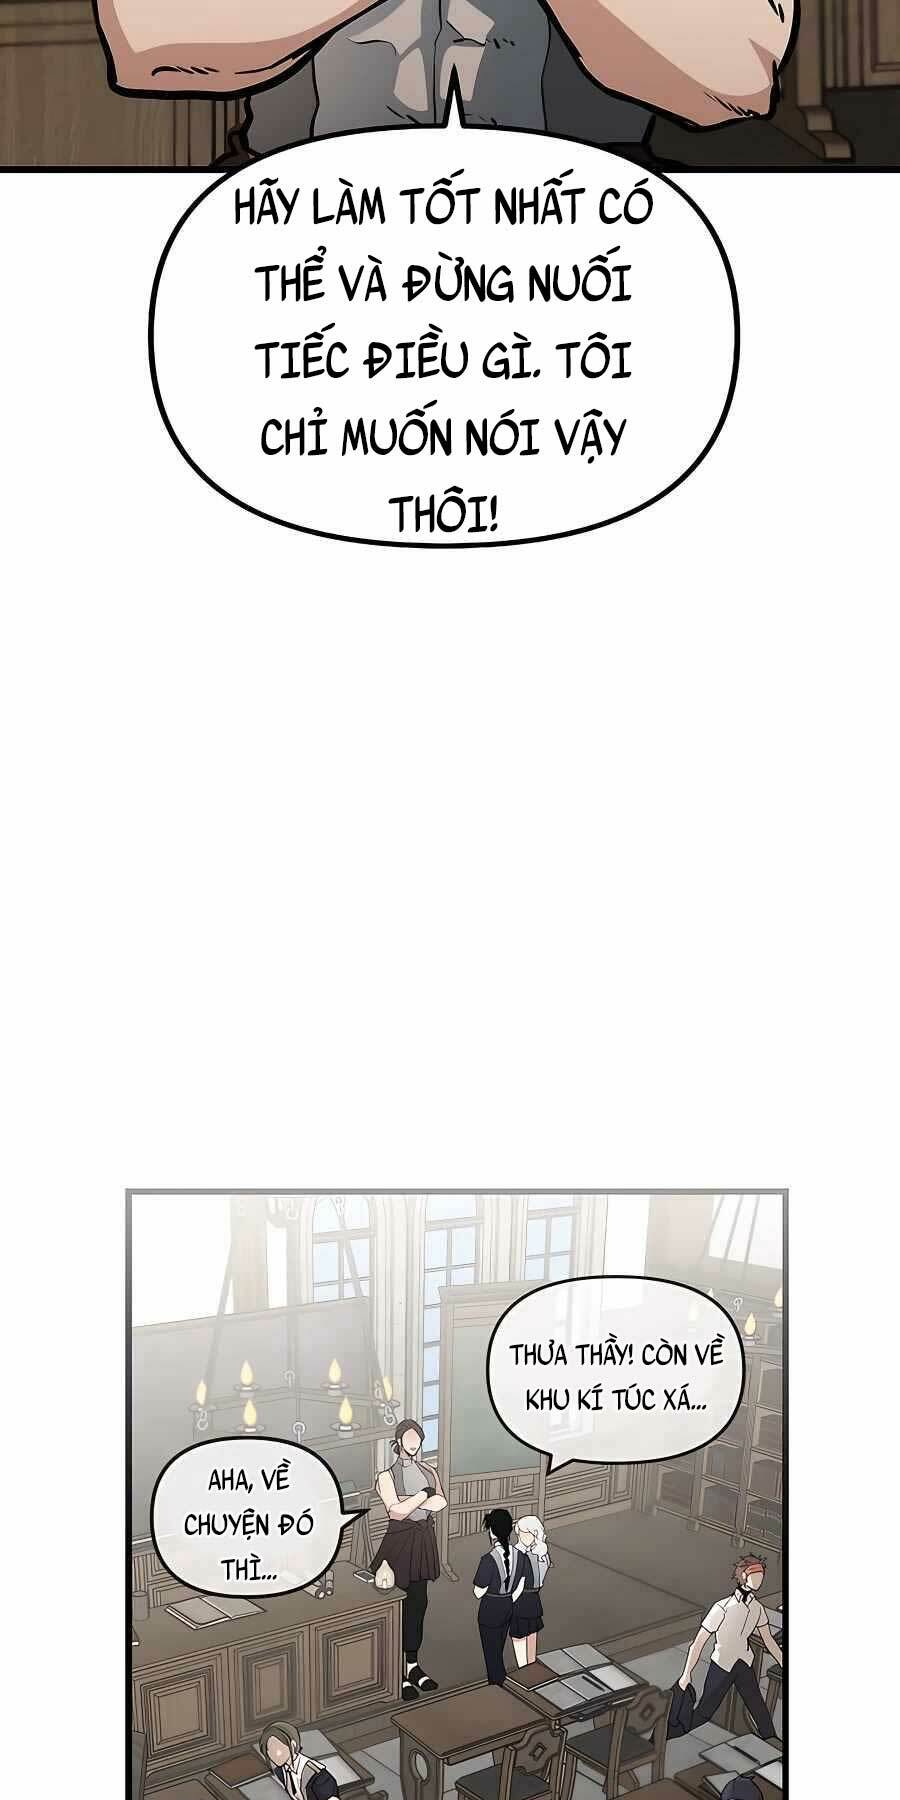 HÃY LÀM TỐT NHẤT CÓ
THỂ VÀ ĐỪNG NUỐI
TIẾC ĐIỀU GÌ. TÔI
CHỈ MUỐN NÓI VẬY
THÔI!
THƯA THẦY! CÒN VỀ
KHU KÍ TÚC XÁ...
AHA, VỀ
CHUYỆN ĐÓ
THÌ...